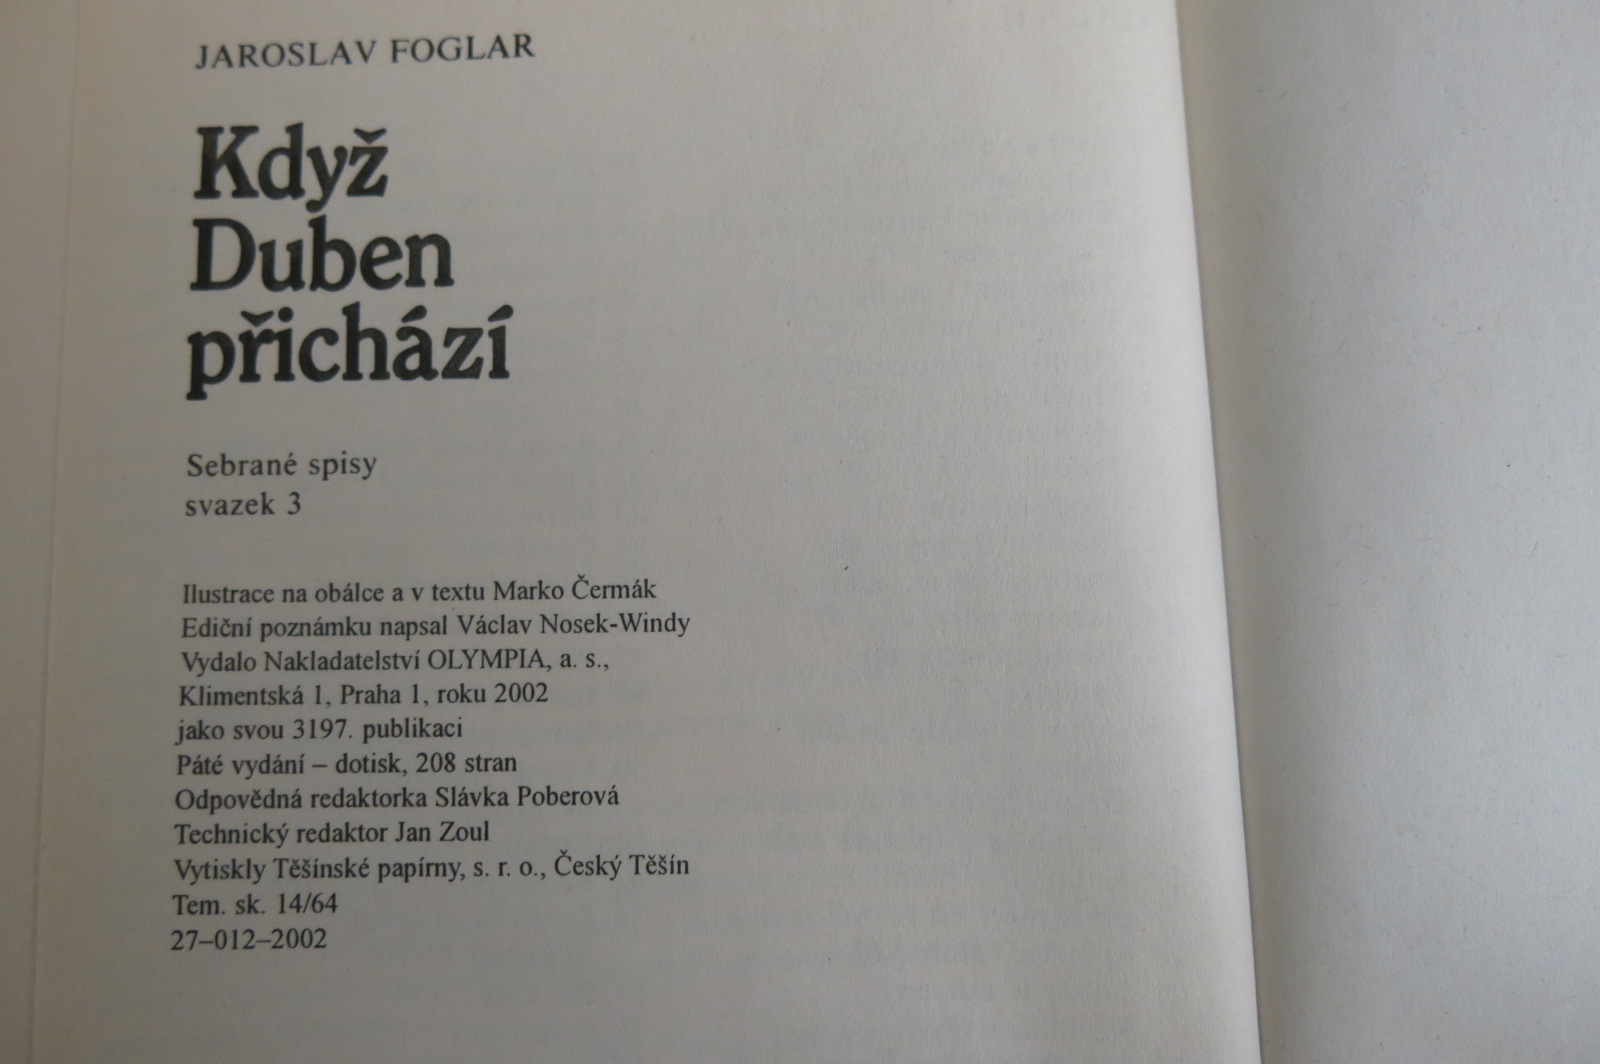 JAROSLAV FOGLAR
Když
Duben
přichází
Sebrané spisy
svazek 3
Ilustrace na obálce a v textu Marko Čermák
Ediční poznámku napsal Václav Nosek-Windy
Vydalo Nakladatelství OLYMPIA, a. s.,
Klimentská 1, Praha 1, roku 2002
jako svou 3197. publikaci
Páté vydání – dotisk, 208 stran
Odpovědná redaktorka Slávka Poberová
Technický redaktor Jan Zoul
Vytiskly Těšínské papírny, s. r. o., Český Těšín
Tem. sk. 14/64
27–012–2002